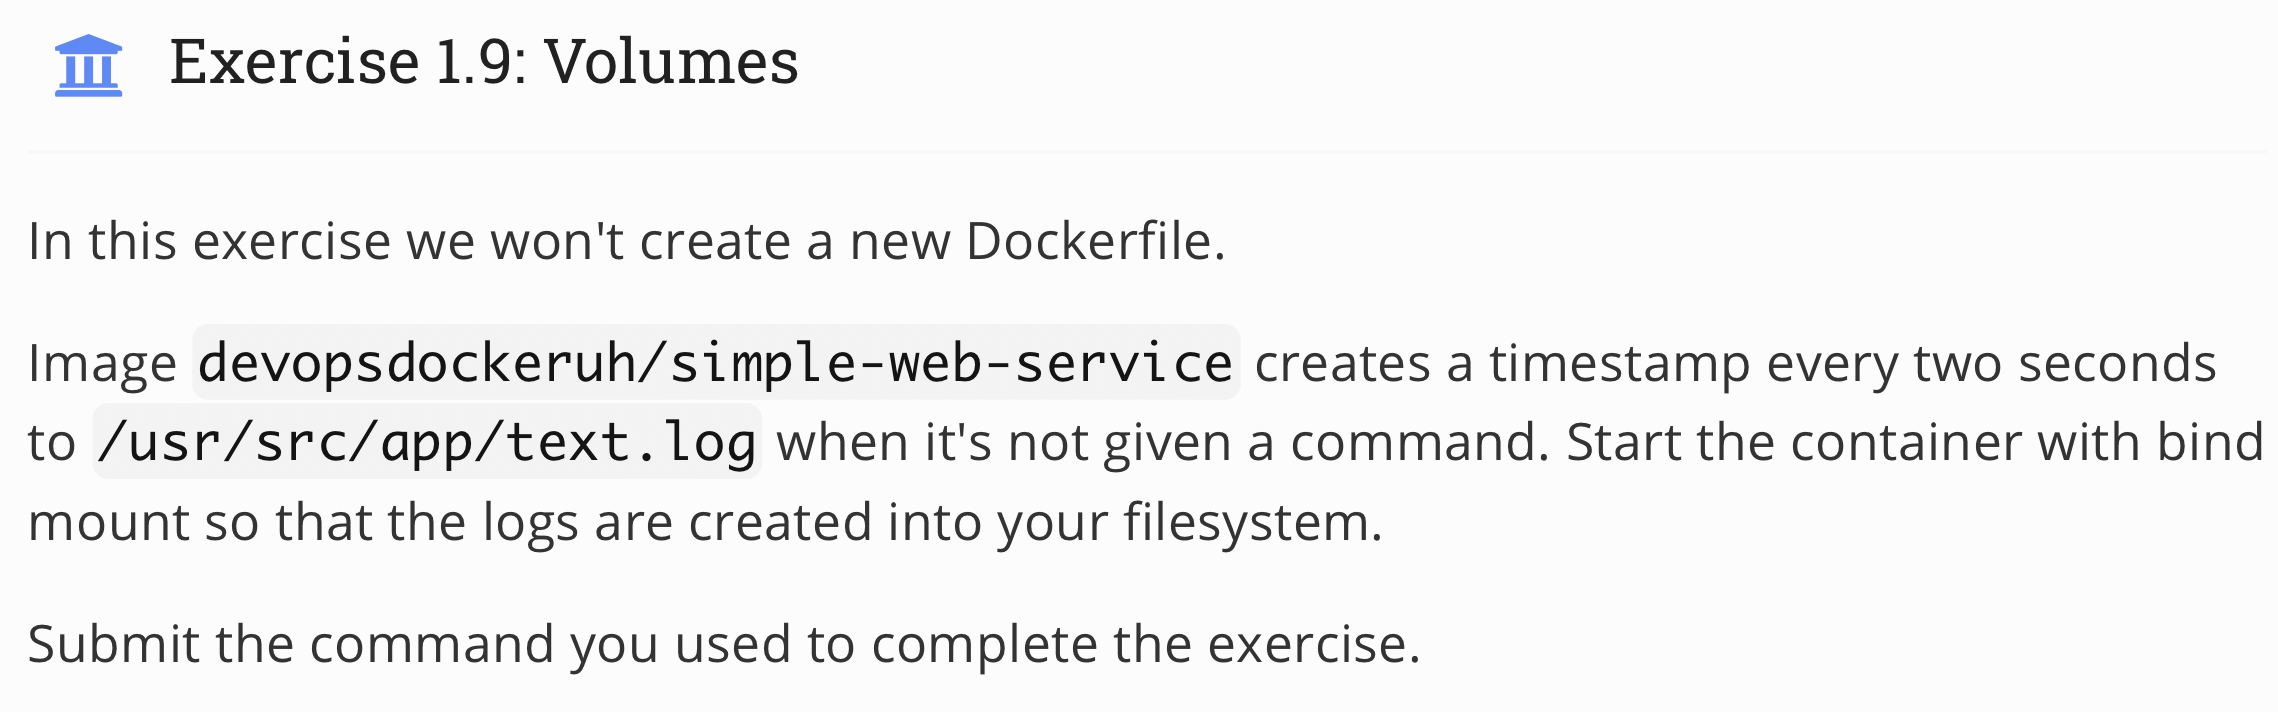 Exercise 1.9: Volumes
In this exercise we won't create a new Dockerfile.
Image devopsdockeruh/simple-web-service creates a timestamp every two seconds
to /usr/src/app/text.log when it's not given a command. Start the container with bind
mount so that the logs are created into your filesystem.
Submit the command you used to complete the exercise.